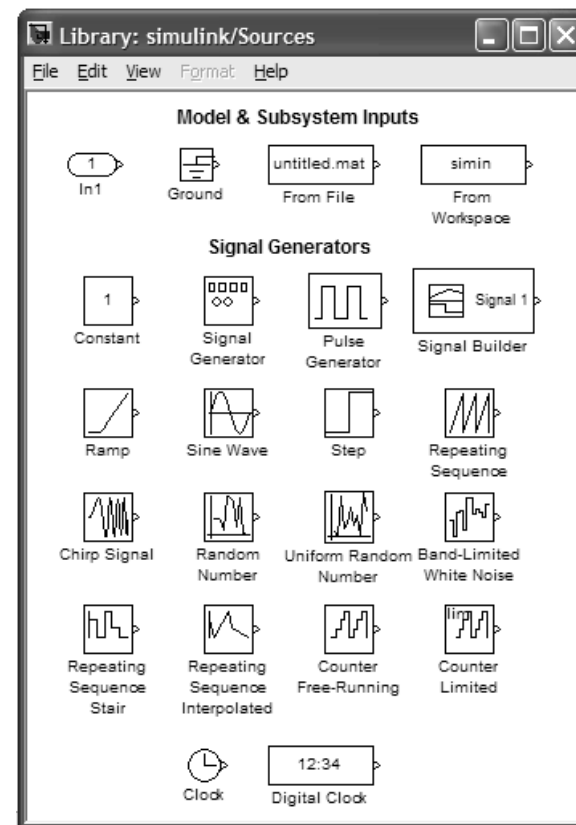 Library: simulink/Sources
File Edit View Format Help
Model & Subsystem Inputs
1
In1
Ground
untitled.mat
From File
simin
From
Workspace
Signal Generators
1
Constant
Signal
Generator
Pulse
Generator
Signal 1
Signal Builder
Ramp
Sine Wave
Step
Repeating
Sequence
Chirp Signal
Random
Number
Uniform Random
Number
Band-Limited
White Noise
Repeating
Sequence
Stair
Repeating
Sequence
Interpolated
Counter
Free-Running
lim
Counter
Limited
Clock
12:34
Digital Clock